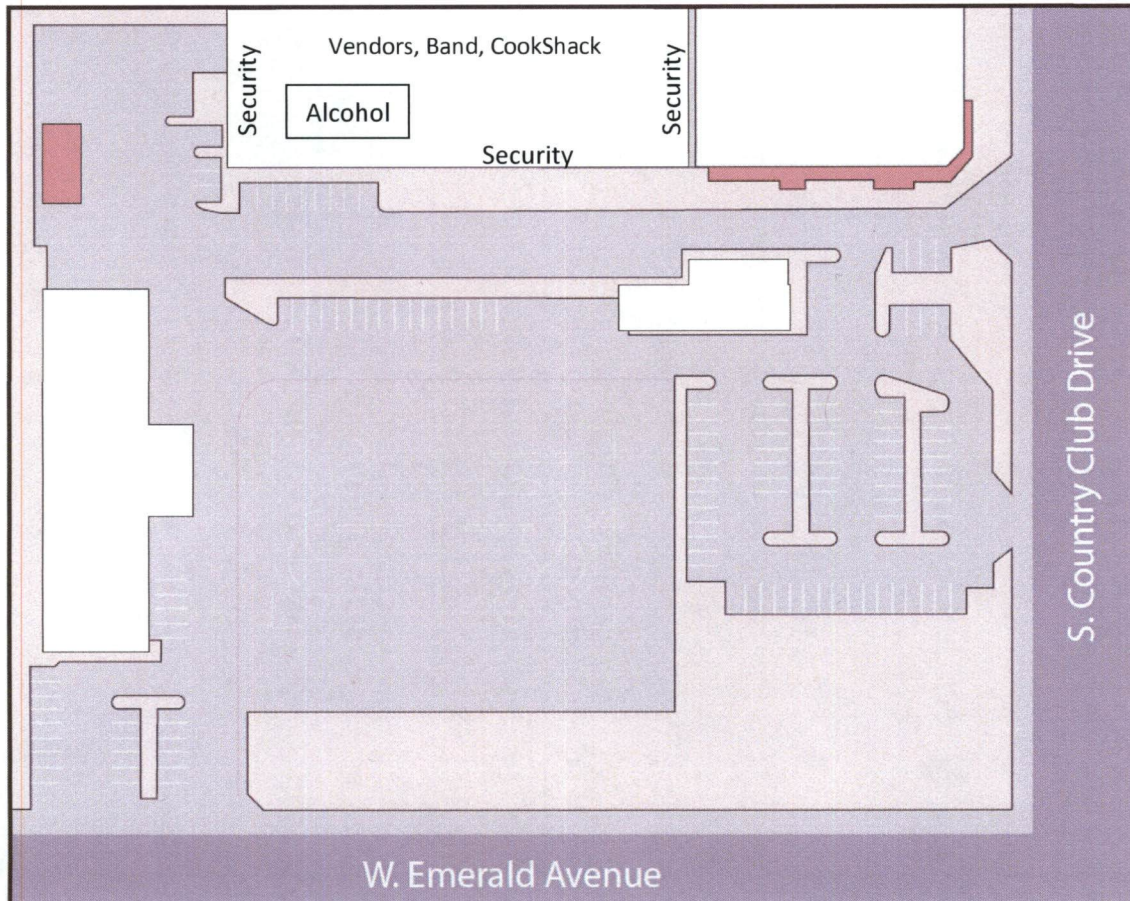 Vendors, Band, CookShack
Security
Alcohol
Security
Security
S. Country Club Drive
W. Emerald Avenue